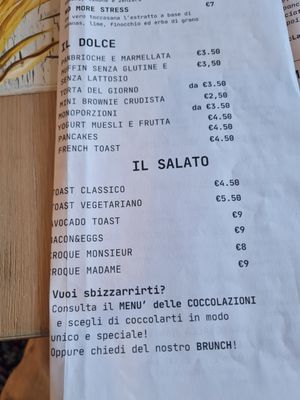 O MORE STRESS €7
vero toccasana l'estratto a base di
ananas, lime, finocchio ed erba di grano
IL DOLCE
PANBRIOCHE E MARMELLATA €3.50
MUFFIN SENZA GLUTINE E €3,50
SENZA LATTOSIO
TORTA DEL GIORNO da €3.50
MINI BROWNIE CRUDISTA €2,50
MONOPORZIONI da €3.50
YOGURT MUESLI E FRUTTA €4.50
PANCAKES €4.50
FRENCH TOAST €4.50
IL SALATO
TOAST CLASSICO €4.50
TOAST VEGETARIANO €5.50
AVOCADO TOAST €9
BACON&EGGS €9
CROQUE MONSIEUR €8
CROQUE MADAME €9
Vuoi sbizzarrirti?
Consulta il MENU' delle COCCOLAZIONI
e scegli di coccolarti in modo
unico e speciale!
Oppure chiedi del nostro BRUNCH!